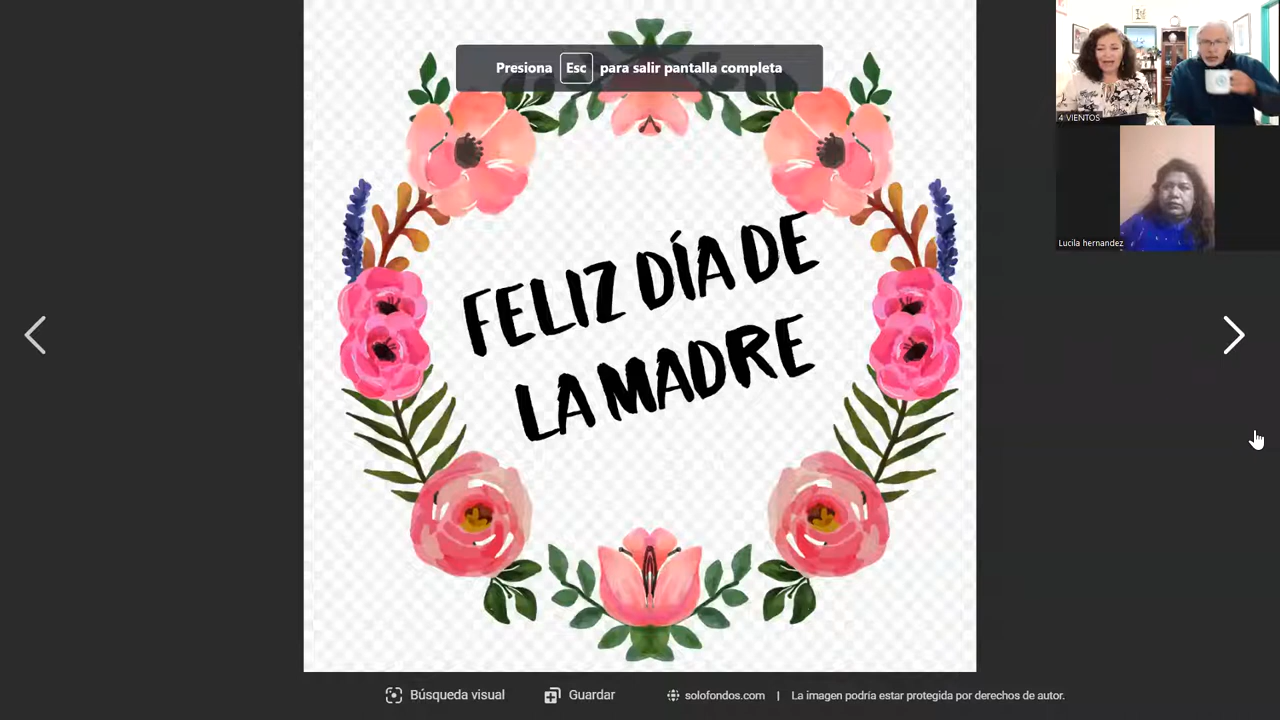 Presiona Esc para salir pantalla completa
4 VIENTOS
Lucila hernandez
FELIZ DÍA DE
LA MADRE
Búsqueda visual
Guardar
solofondos.com | La imagen podría estar protegida por derechos de autor.